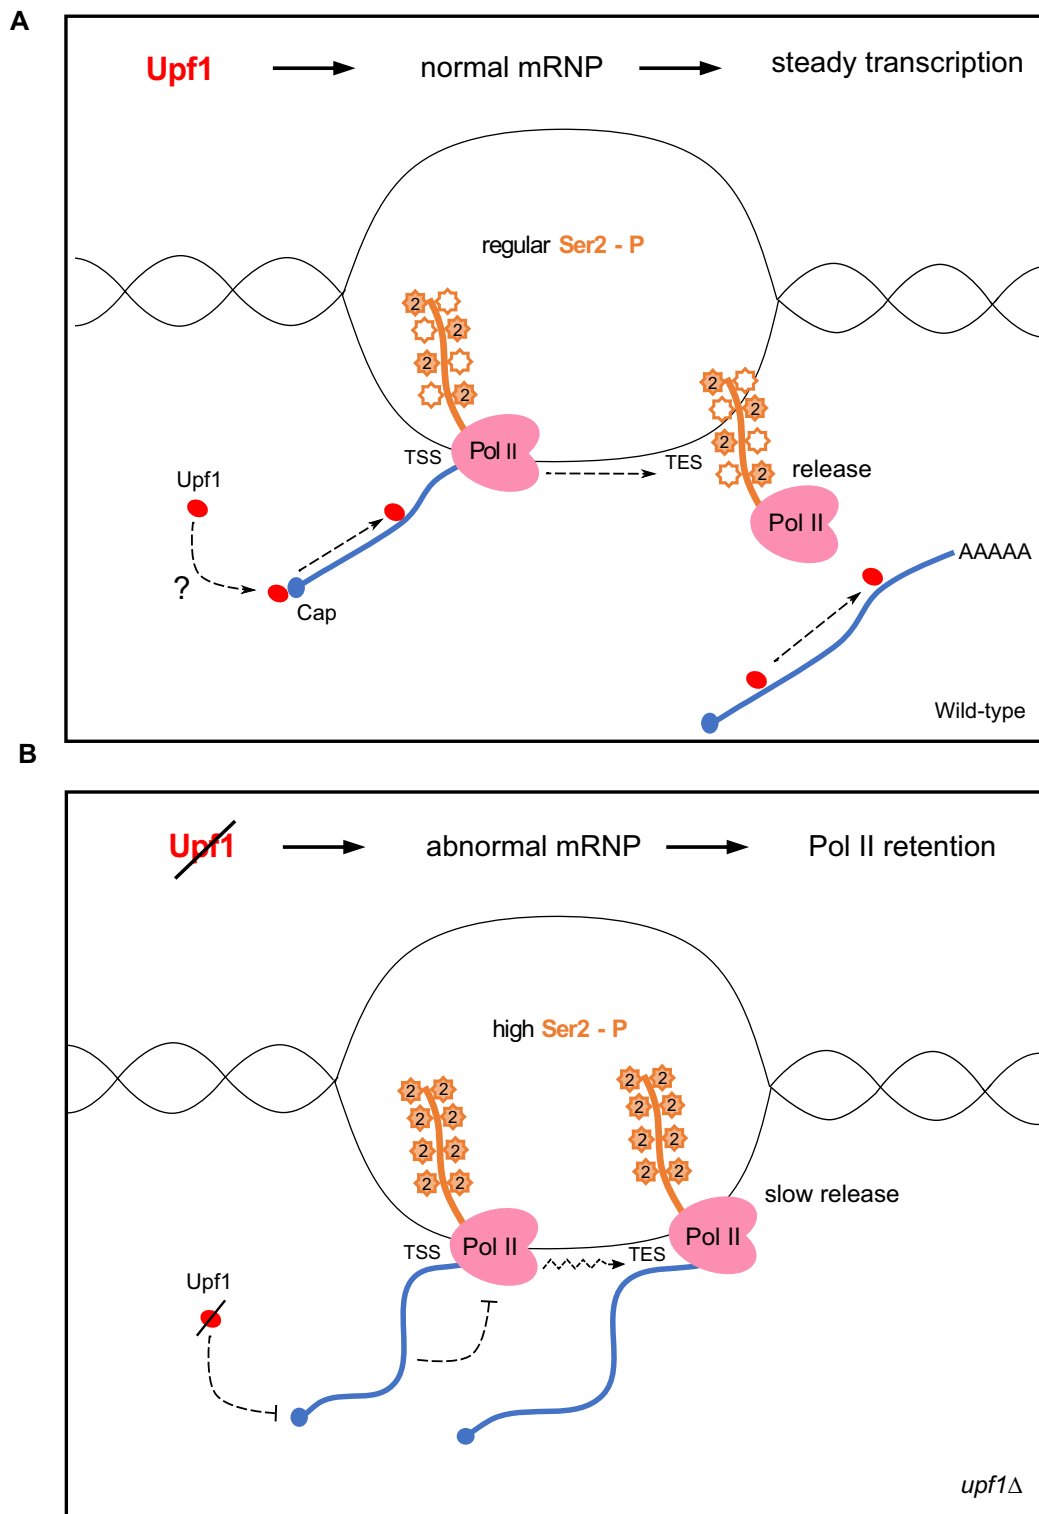 A
Upf1 normal mRNP steady transcription
regular Ser2 - P
2
2
2
2
2
2
2
2
TSS Pol II TES
release
Upf1
Pol II
AAAAA
?
Cap
Wild-type
B
Upf1 abnormal mRNP Pol II retention
high Ser2 - P
2 2 2 2
2 2 2 2
2 2 2 2
2 2 2 2
slow release
TSS Pol II TES Pol II
Upf1
upf1Δ